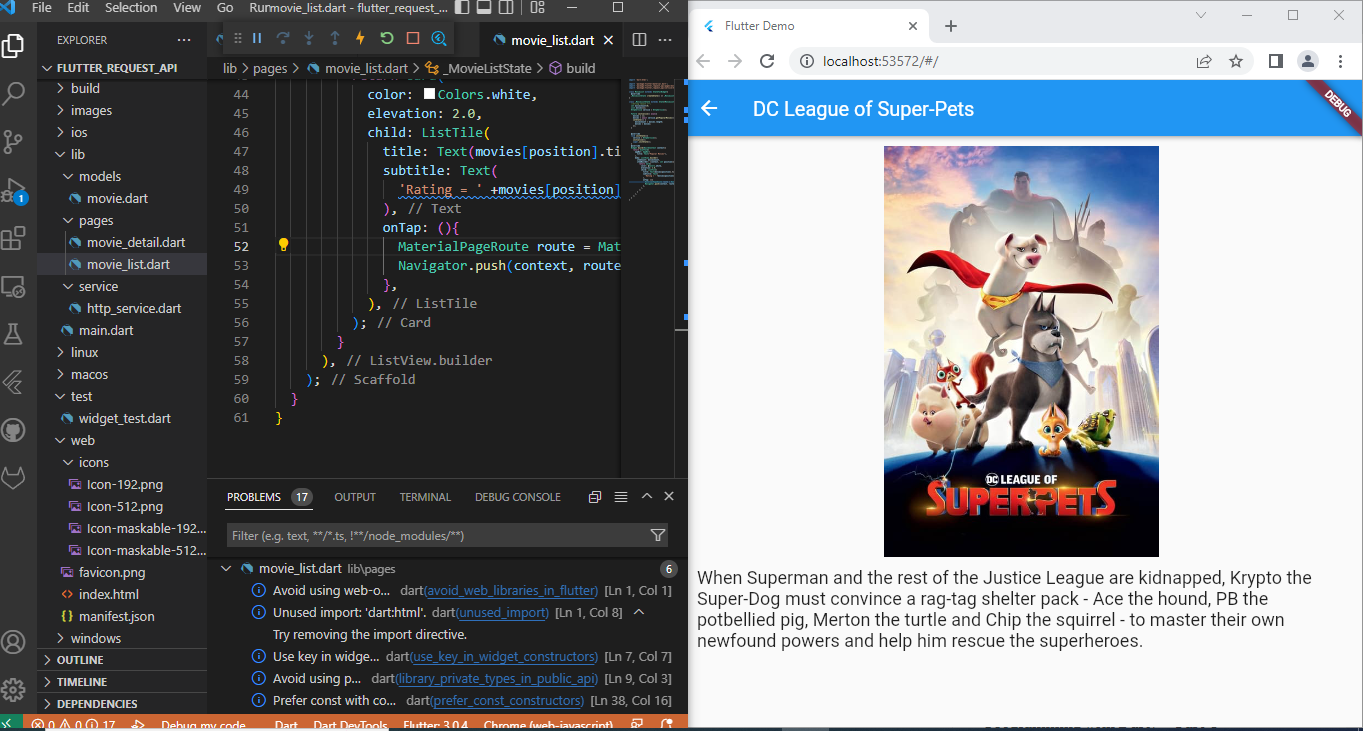 File Edit Selection View Go Run movie_list.dart - flutter_request_...
EXPLORER
FLUTTER_REQUEST_API
build
images
ios
lib
models
movie.dart
pages
movie_detail.dart
movie_list.dart
service
http_service.dart
main.dart
linux
macos
test
widget_test.dart
web
icons
Icon-192.png
Icon-512.png
Icon-maskable-192...
Icon-maskable-512...
favicon.png
index.html
manifest.json
windows
OUTLINE
TIMELINE
DEPENDENCIES
1
movie_list.dart
lib > pages > movie_list.dart > _MovieListState > build
44 color: Colors.white,
45 elevation: 2.0,
46 child: ListTile(
47 title: Text(movies[position].ti
48 subtitle: Text(
49 'Rating = ' +movies[position]
50 ), // Text
51 onTap: (){
52 MaterialPageRoute route = Mat
53 Navigator.push(context, route
54 },
55 ), // ListTile
56 ); // Card
57 }
58 ), // ListView.builder
59 ); // Scaffold
60 }
61 }
PROBLEMS 17 OUTPUT TERMINAL DEBUG CONSOLE
Filter (e.g. text, **/*.ts, !**/node_modules/**)
movie_list.dart lib\pages 6
Avoid using web-o... dart(avoid_web_libraries_in_flutter) [Ln 1, Col 1]
Unused import: 'dart:html'. dart(unused_import) [Ln 1, Col 8]
Try removing the import directive.
Use key in widge... dart(use_key_in_widget_constructors) [Ln 7, Col 7]
Avoid using p... dart(library_private_types_in_public_api) [Ln 9, Col 3]
Prefer const with co... dart(prefer_const_constructors) [Ln 38, Col 16]
0 0 17 Debug my code Dart Dart DevTools Flutter 3.0.4 Chrome (web-javascript)
Flutter Demo
localhost:53572/#/
DC League of Super-Pets
DEBUG
DC LEAGUE OF
SUPER-PETS
When Superman and the rest of the Justice League are kidnapped, Krypto the
Super-Dog must convince a rag-tag shelter pack - Ace the hound, PB the
potbellied pig, Merton the turtle and Chip the squirrel - to master their own
newfound powers and help him rescue the superheroes.